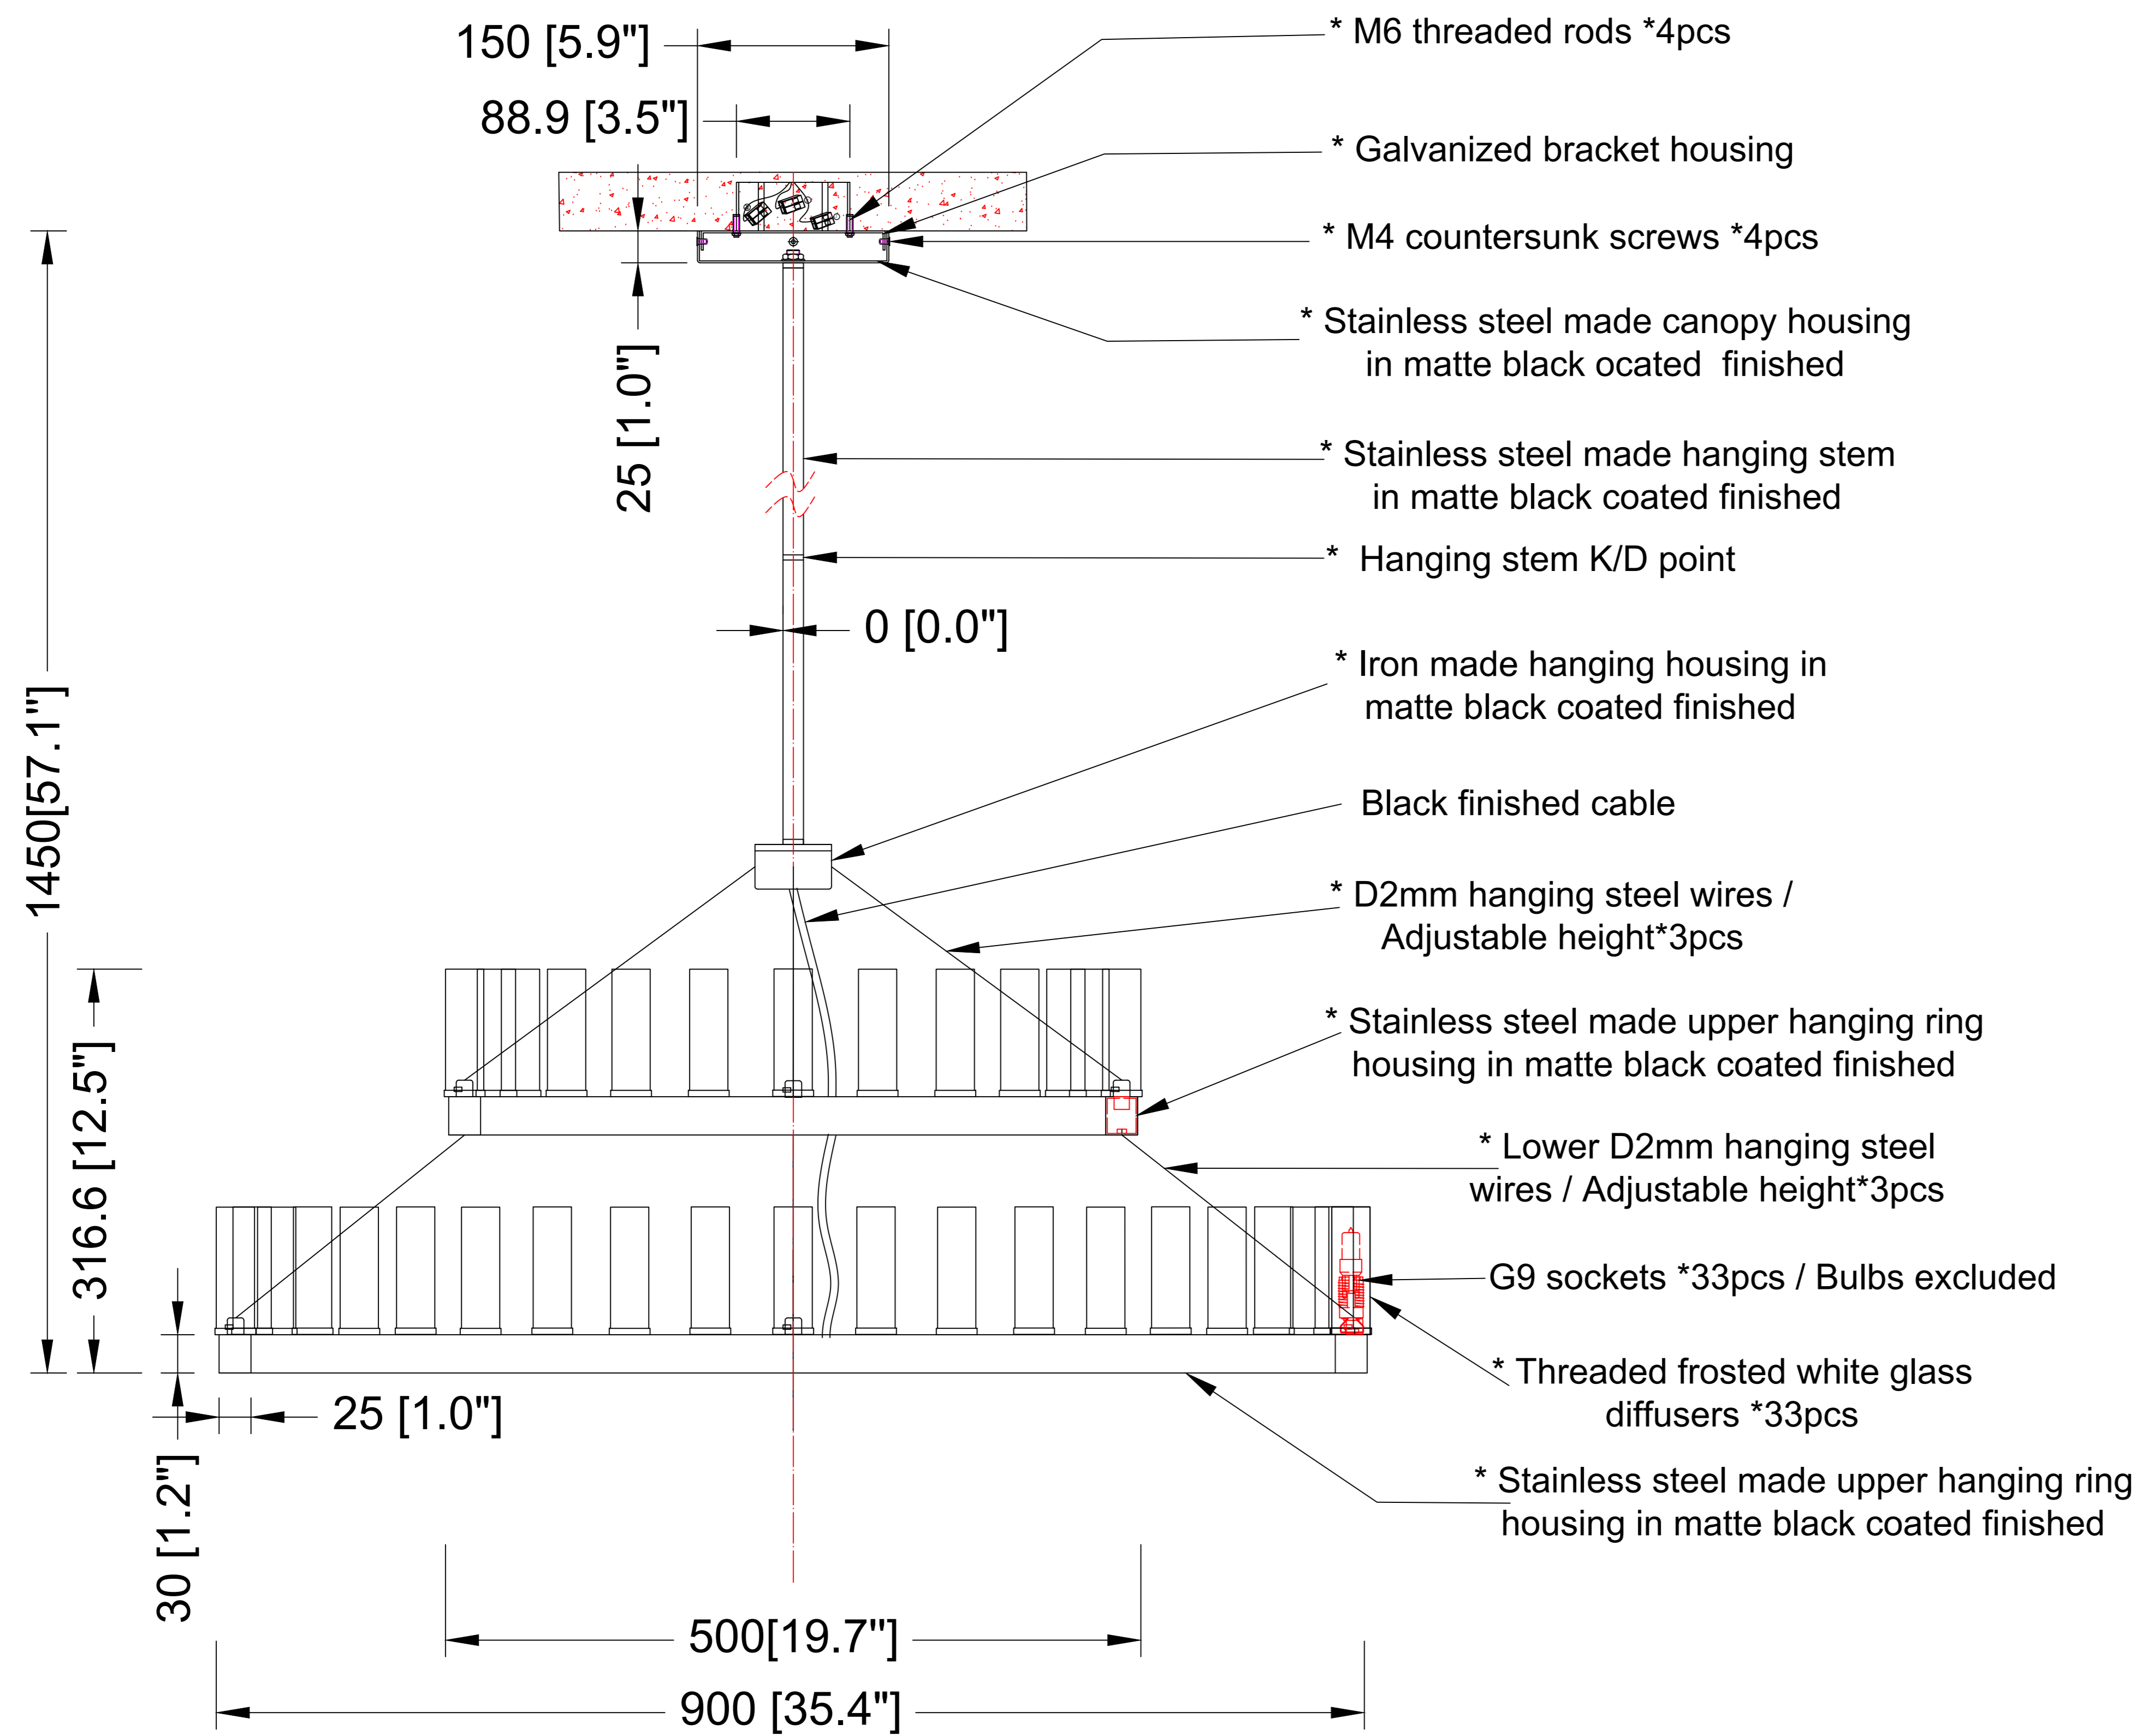 150 [5.9"]
88.9 [3.5"]
25 [1.0"]
* M6 threaded rods *4pcs
* Galvanized bracket housing
* M4 countersunk screws *4pcs
* Stainless steel made canopy housing
in matte black ocated finished
* Stainless steel made hanging stem
in matte black coated finished
* Hanging stem K/D point
0 [0.0"]
* Iron made hanging housing in
matte black coated finished
Black finished cable
* D2mm hanging steel wires /
Adjustable height*3pcs
* Stainless steel made upper hanging ring
housing in matte black coated finished
* Lower D2mm hanging steel
wires / Adjustable height*3pcs
G9 sockets *33pcs / Bulbs excluded
* Threaded frosted white glass
diffusers *33pcs
* Stainless steel made upper hanging ring
housing in matte black coated finished
1450[57.1"]
316.6 [12.5"]
25 [1.0"]
30 [1.2"]
500[19.7"]
900 [35.4"]